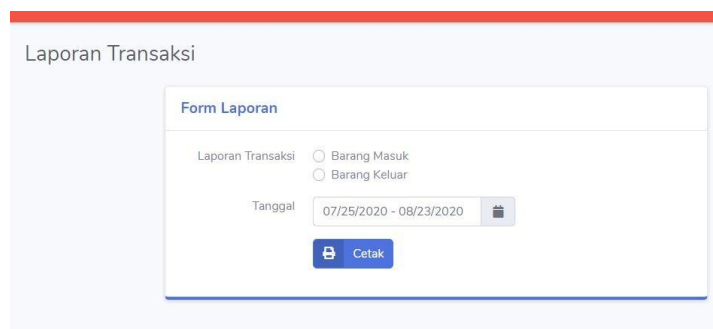 Laporan Transaksi
Form Laporan
Laporan Transaksi
Barang Masuk
Barang Keluar
Tanggal
07/25/2020 - 08/23/2020
Cetak